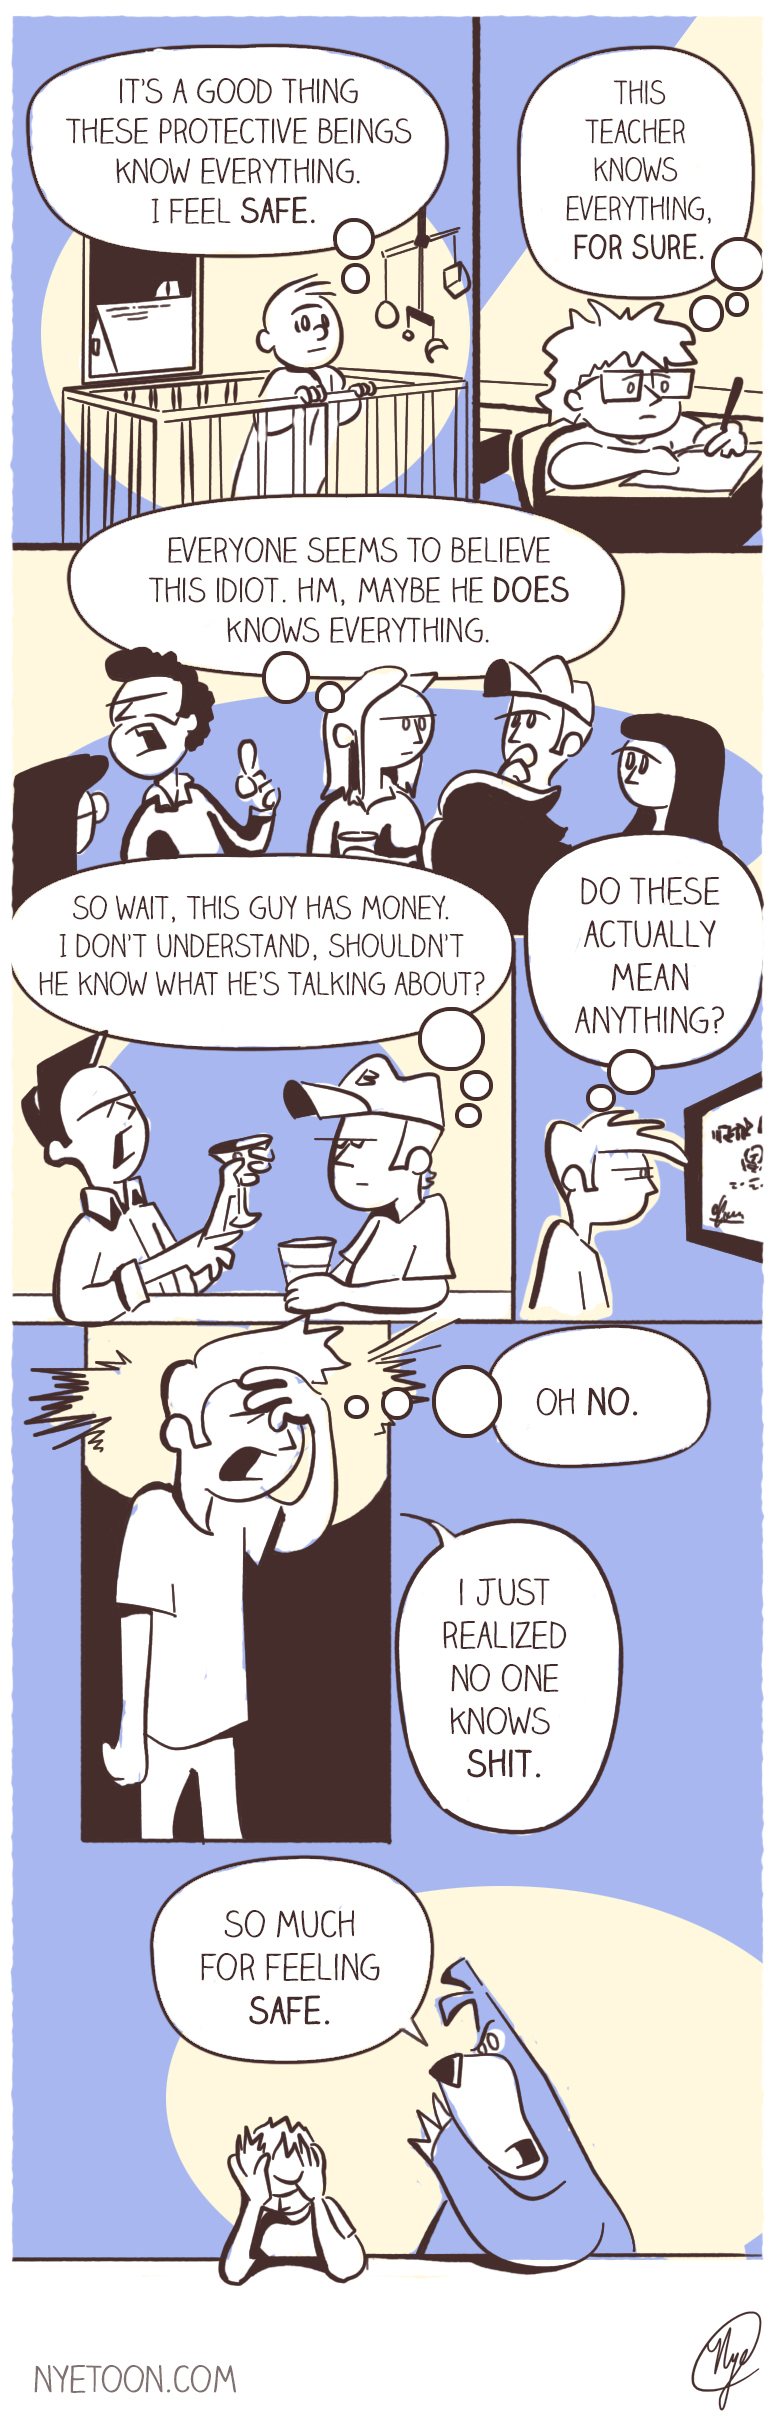 IT'S A GOOD THING
THESE PROTECTIVE BEINGS
KNOW EVERYTHING.
I FEEL SAFE.
THIS
TEACHER
KNOWS
EVERYTHING,
FOR SURE.
EVERYONE SEEMS TO BELIEVE
THIS IDIOT. HM, MAYBE HE DOES
KNOWS EVERYTHING.
SO WAIT, THIS GUY HAS MONEY.
I DON'T UNDERSTAND, SHOULDN'T
HE KNOW WHAT HE'S TALKING ABOUT?
B
DO THESE
ACTUALLY
MEAN
ANYTHING?
OH NO.
I JUST
REALIZED
NO ONE
KNOWS
SHIT.
SO MUCH
FOR FEELING
SAFE.
NYETOON.COM
Nye